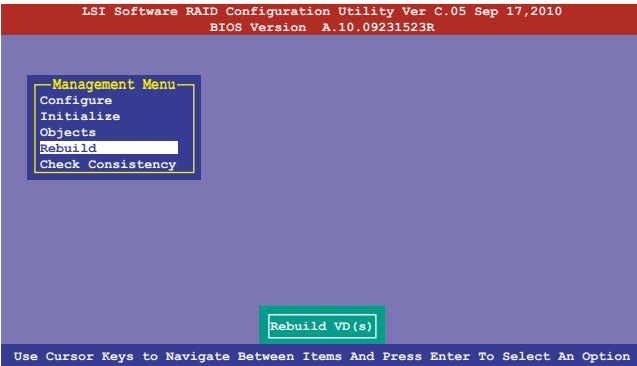 LSI Software RAID Configuration Utility Ver C.05 Sep 17,2010
BIOS Version A.10.09231523R
Management Menu
Configure
Initialize
Objects
Rebuild
Check Consistency
Rebuild VD(s)
Use Cursor Keys to Navigate Between Items And Press Enter To Select An Option